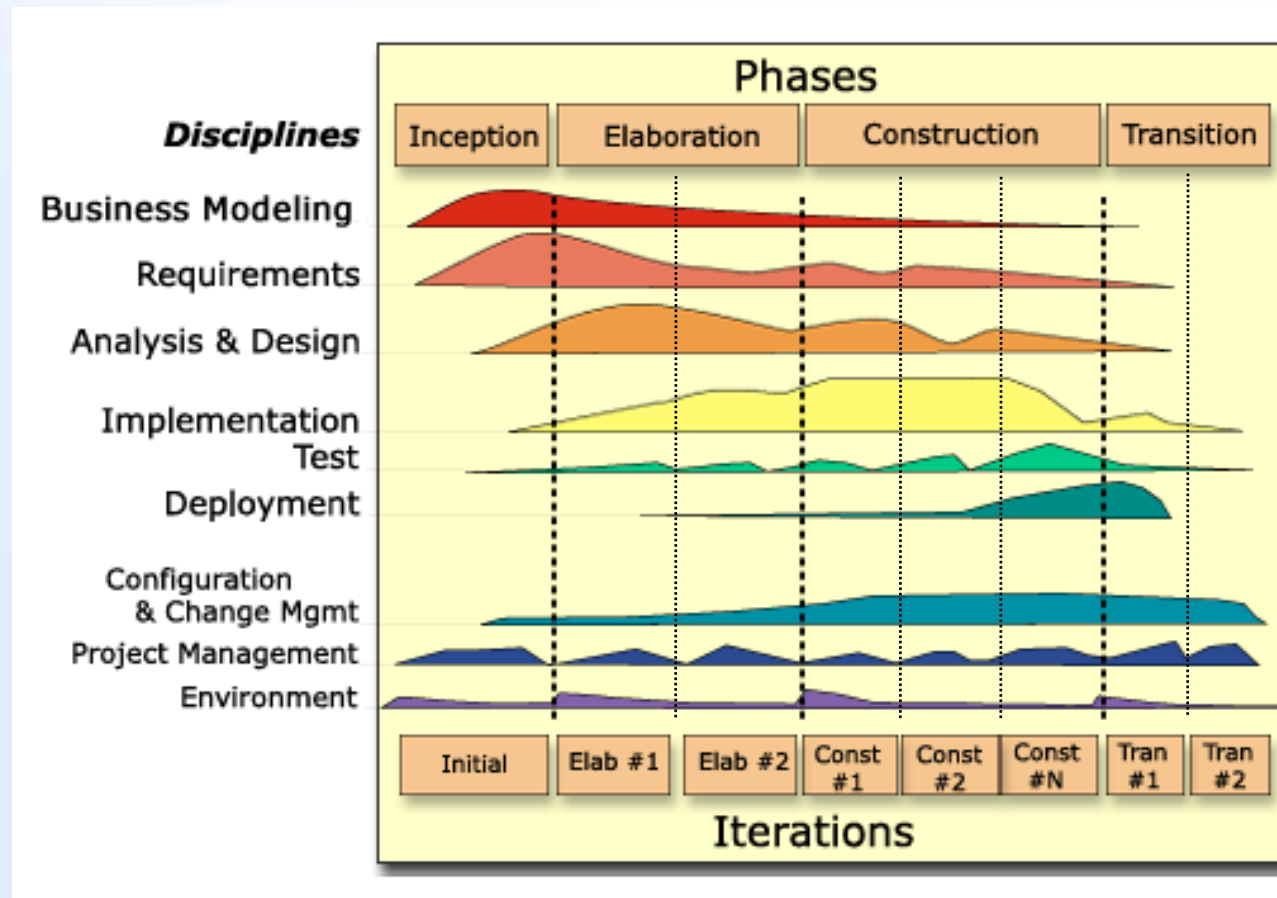 Phases
Disciplines
Inception
Elaboration
Construction
Transition
Business Modeling
Requirements
Analysis & Design
Implementation
Test
Deployment
Configuration
& Change Mgmt
Project Management
Environment
Initial
Elab #1
Elab #2
Const
#1
Const
#2
Const
#N
Tran
#1
Tran
#2
Iterations